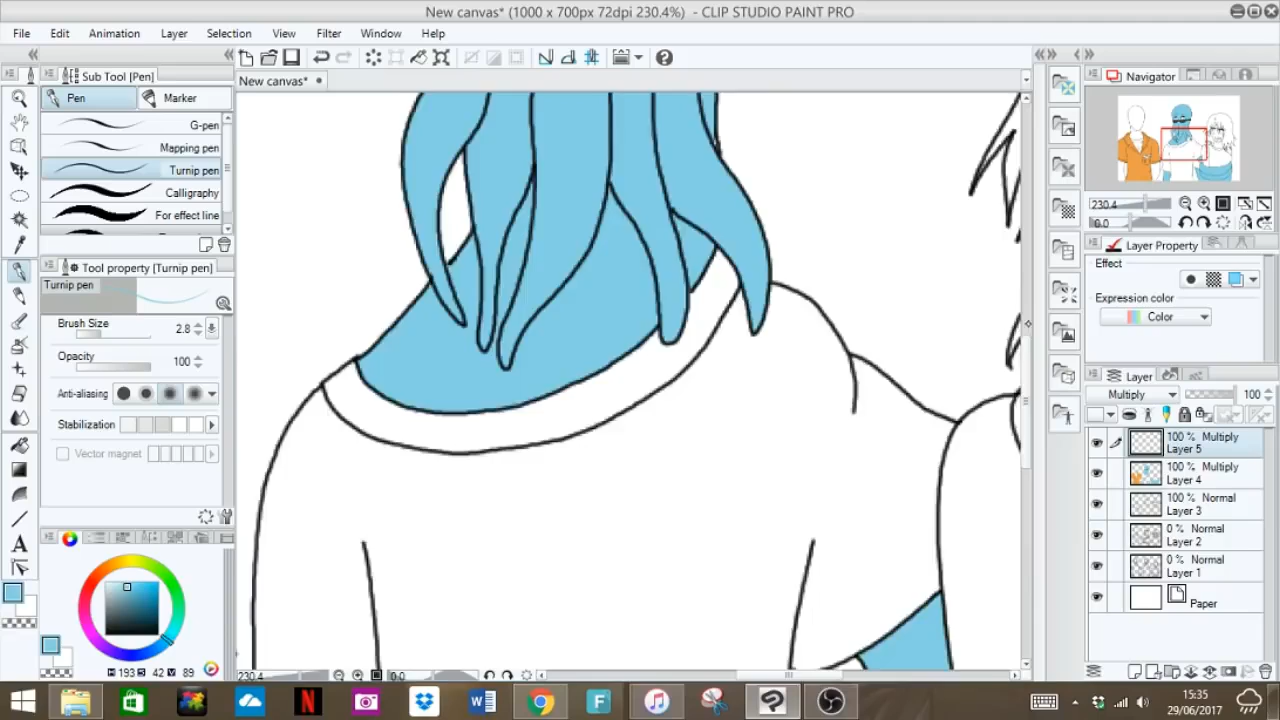 New canvas* (1000 x 700px 72dpi 230.4%) - CLIP STUDIO PAINT PRO
File Edit Animation Layer Selection View Filter Window Help
Sub Tool [Pen]
New canvas*
Navigator
Pen Marker
G-pen
Mapping pen
Turnip pen
Calligraphy
For effect line
Tool property [Turnip pen]
Turnip pen
Brush Size 2.8
Opacity 100
Anti-aliasing
Stabilization
Vector magnet
H 193 S 42 V 89
230.4
0.0
230.4
0.0
Layer Property
Effect
Expression color
Color
Layer
Multiply 100
100 % Multiply
Layer 5
100 % Multiply
Layer 4
100 % Normal
Layer 3
0 % Normal
Layer 2
0 % Normal
Layer 1
Paper
15:35
29/06/2017